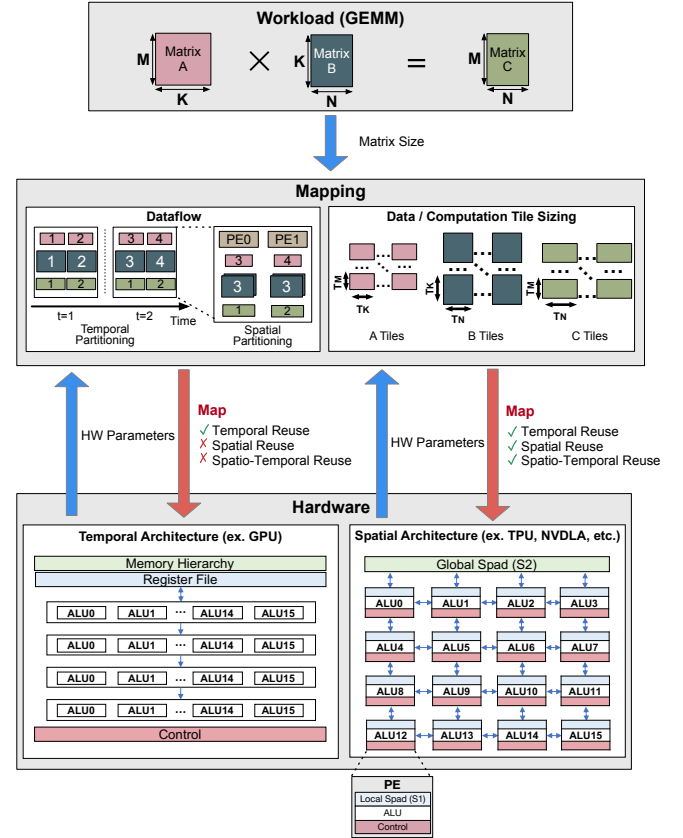 Workload (GEMM)
M
Matrix
A
K
×
K
Matrix
B
N
=
M
Matrix
C
N
Matrix Size
Mapping
Dataflow
1 2 3 4
1 2 3 4
1 2 1 2
t=1 t=2 Time
Temporal
Partitioning
PE0 PE1
3 4
3 3
1 2
Spatial
Partitioning
Data / Computation Tile Sizing
TM
TK
A Tiles
TK
TN
B Tiles
TM
TN
C Tiles
HW Parameters
Map
✓ Temporal Reuse
✗ Spatial Reuse
✗ Spatio-Temporal Reuse
HW Parameters
Map
✓ Temporal Reuse
✓ Spatial Reuse
✓ Spatio-Temporal Reuse
Hardware
Temporal Architecture (ex. GPU)
Memory Hierarchy
Register File
ALU0 ALU1 ... ALU14 ALU15
ALU0 ALU1 ... ALU14 ALU15
ALU0 ALU1 ... ALU14 ALU15
ALU0 ALU1 ... ALU14 ALU15
Control
Spatial Architecture (ex. TPU, NVDLA, etc.)
Global Spad (S2)
ALU0 ALU1 ALU2 ALU3
ALU4 ALU5 ALU6 ALU7
ALU8 ALU9 ALU10 ALU11
ALU12 ALU13 ALU14 ALU15
PE
Local Spad (S1)
ALU
Control